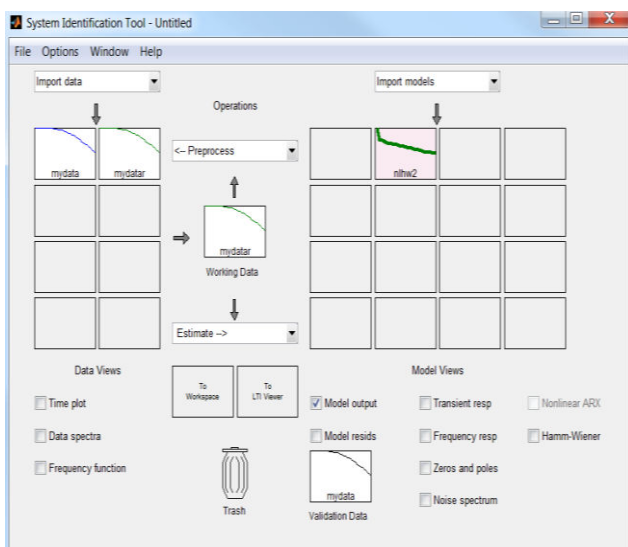 System Identification Tool - Untitled
File Options Window Help
Import data
Import models
Operations
<-- Preprocess
mydata
mydatar
nlhw2
mydatar
Working Data
Estimate -->
Data Views
Model Views
To
Workspace
To
LTI Viewer
Time plot
Model output
Transient resp
Nonlinear ARX
Data spectra
Model resids
Frequency resp
Hamm-Wiener
Frequency function
Zeros and poles
mydata
Noise spectrum
Trash
Validation Data